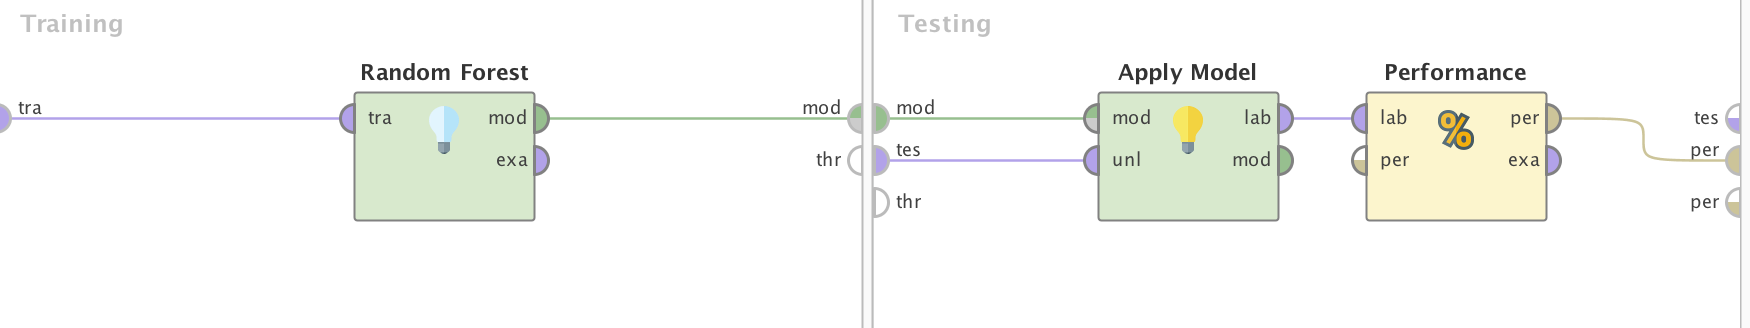 Training
Testing
Random Forest
Apply Model
Performance
tra
tra
mod
exa
mod
thr
mod
tes
thr
mod
unl
lab
mod
lab
per
per
exa
tes
per
per
%